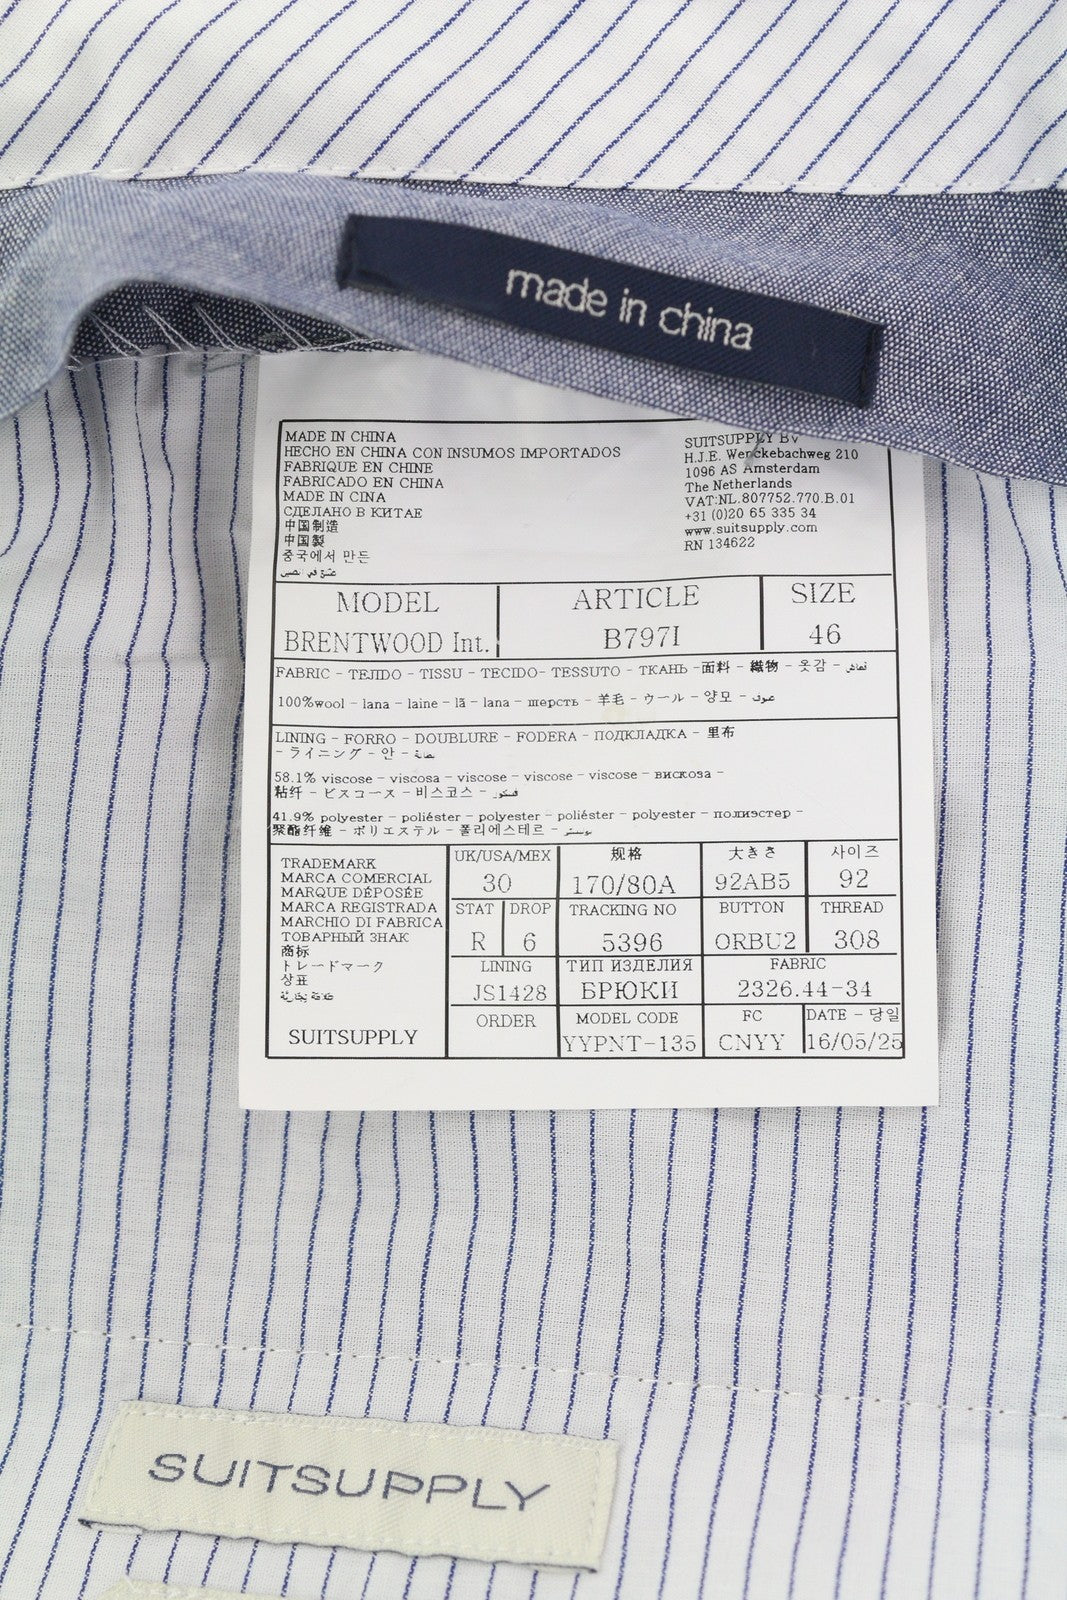 made in china
MADE IN CHINA
HECHO EN CHINA CON INSUMOS IMPORTADOS
FABRIQUE EN CHINE
FABRICADO EN CHINA
MADE IN CINA
СДЕЛАНО В КИТАЕ
中国制造
中国製
중국에서 만든
SUITSUPPLY BV
H.J.E. Wenckebachweg 210
1096 AS Amsterdam
The Netherlands
VAT:NL.807752.770.B.01
+31 (0)20 65 335 34
www.suitsupply.com
RN 134622
MODEL
BRENTWOOD Int.
ARTICLE
B797I
SIZE
46
FABRIC - TEJIDO - TISSU - TECIDO- TESSUTO - ТКАНЬ -面料 - 織物 - 옷감 - قماش
100%wool - lana - laine - lã - lana - шерсть - 羊毛 - ウール - 양모 - صوف
LINING - FORRO - DOUBLURE - FODERA - ПОДКЛАДКА - 里布
- ライニング - 안 -
58.1% viscose - viscosa - viscose - viscose - viscose - вискоза -
粘纤 - ビスコース - 비스코스 -
41.9% polyester - poliéster - polyester - poliéster - polyester - полиэстер -
聚酯纤维 - ポリエステル - 폴리에스테르 -
TRADEMARK
MARCA COMERCIAL
MARQUE DÉPOSÉE
MARCA REGISTRADA
MARCHIO DI FABRICA
ТОВАРНЫЙ ЗНАК
商标
トレードマーク
상표
SUITSUPPLY
UK/USA/MEX
30
规格
170/80A
大きさ
92AB5
사이즈
92
STAT
R
DROP
6
TRACKING NO
5396
BUTTON
ORBU2
THREAD
308
LINING
JS1428
ТИП ИЗДЕЛИЯ
БРЮКИ
FABRIC
2326.44-34
ORDER
MODEL CODE
YYPNT-135
FC
CNYY
DATE - 당일
16/05/25
SUITSUPPLY